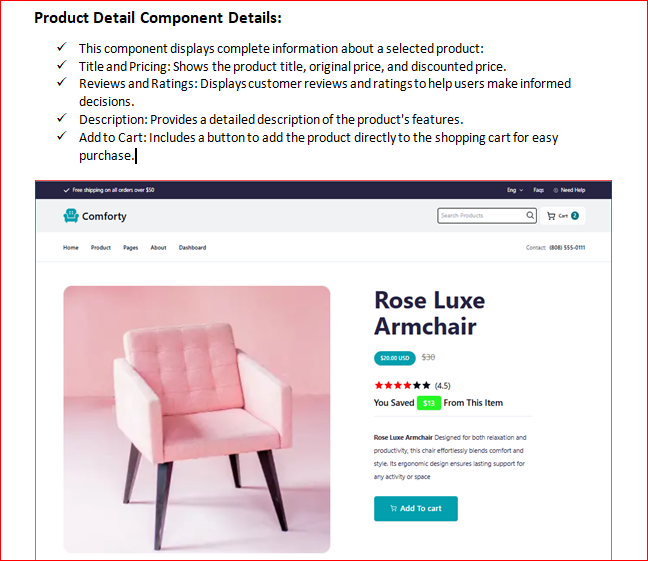 Product Detail Component Details:
✓ This component displays complete information about a selected product:
✓ Title and Pricing: Shows the product title, original price, and discounted price.
✓ Reviews and Ratings: Displays customer reviews and ratings to help users make informed
decisions.
✓ Description: Provides a detailed description of the product's features.
✓ Add to Cart: Includes a button to add the product directly to the shopping cart for easy
purchase.
Free shipping on all orders over $50 Eng Faqs Need Help
Comforty Search Products Cart 2
Home Product Pages About Dashboard Contact: (808) 555-0111
Rose Luxe
Armchair
$20.00 USD $30
(4.5)
You Saved $13 From This Item
Rose Luxe Armchair Designed for both relaxation and
productivity, this chair effortlessly blends comfort and
style. Its ergonomic design ensures lasting support for
any activity or space
Add To cart